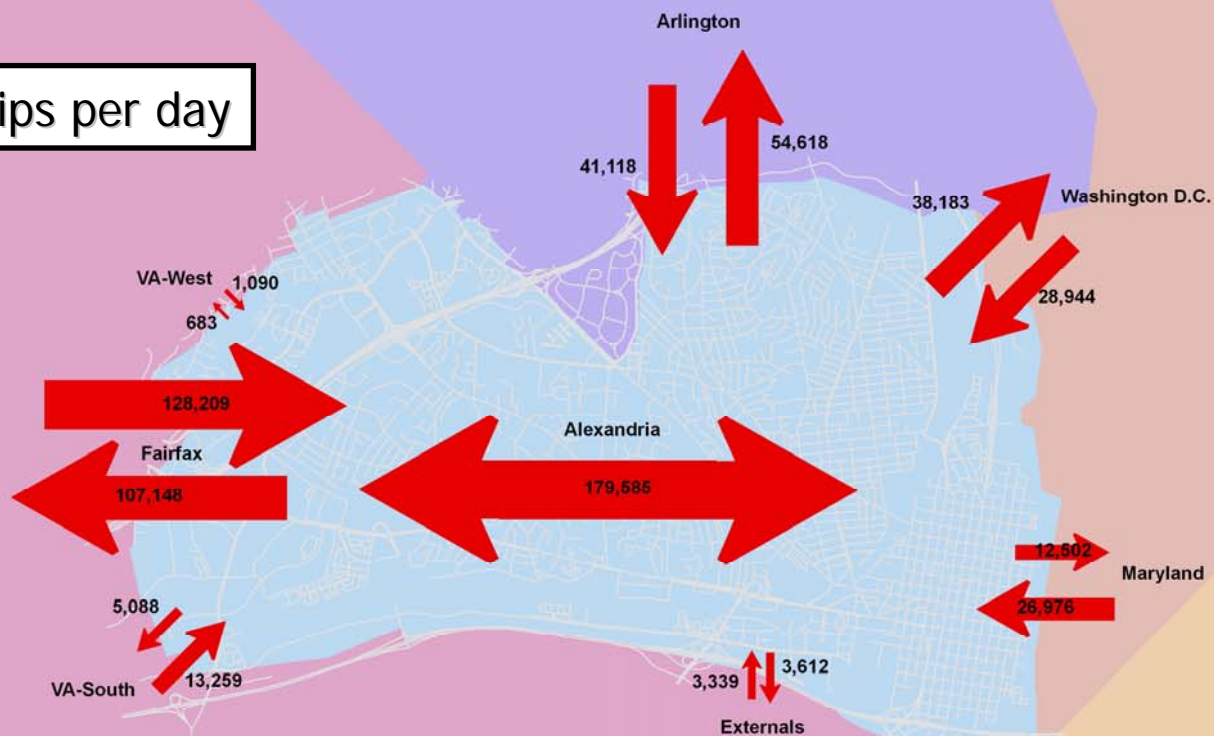 Arlington
ips per day
54,618
41,118
Washington D.C.
38,183
VA-West
1,090
28,944
683
128,209
Alexandria
Fairfax
179,585
107,148
12,502
Maryland
5,088
26,976
3,612
13,259
3,339
VA-South
Externals